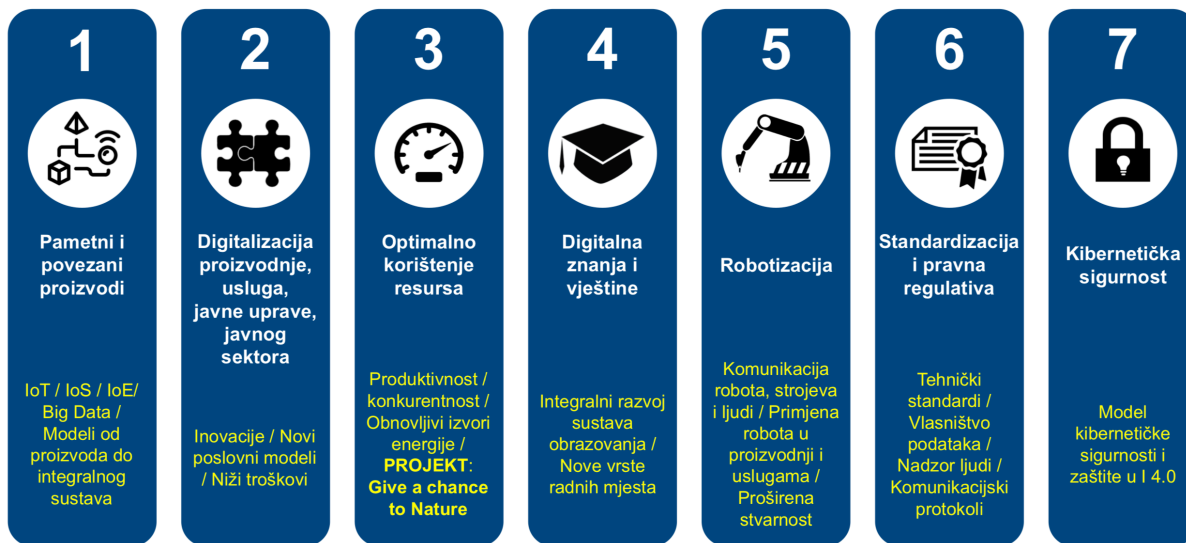 1
Pametni i
povezani
proizvodi
IoT / IoS / IoE/
Big Data /
Modeli od
proizvoda do
integralnog
sustava
2
Digitalizacija
proizvodnje,
usluga,
javne uprave,
javnog
sektora
Inovacije / Novi
poslovni modeli
/ Niži troškovi
3
Optimalno
korištenje
resursa
Produktivnost /
konkurentnost /
Obnovljivi izvori
energije /
PROJEKT:
Give a chance
to Nature
4
Digitalna
znanja i
vještine
Integralni razvoj
sustava
obrazovanja /
Nove vrste
radnih mjesta
5
Robotizacija
Komunikacija
robota, strojeva
i ljudi / Primjena
robota u
proizvodnji i
uslugama /
Proširena
stvarnost
6
Standardizacija
i pravna
regulativa
Tehnički
standardi /
Vlasništvo
podataka /
Nadzor ljudi /
Komunikacijski
protokoli
7
Kibernetička
sigurnost
Model
kibernetičke
sigurnosti i
zaštite u I 4.0